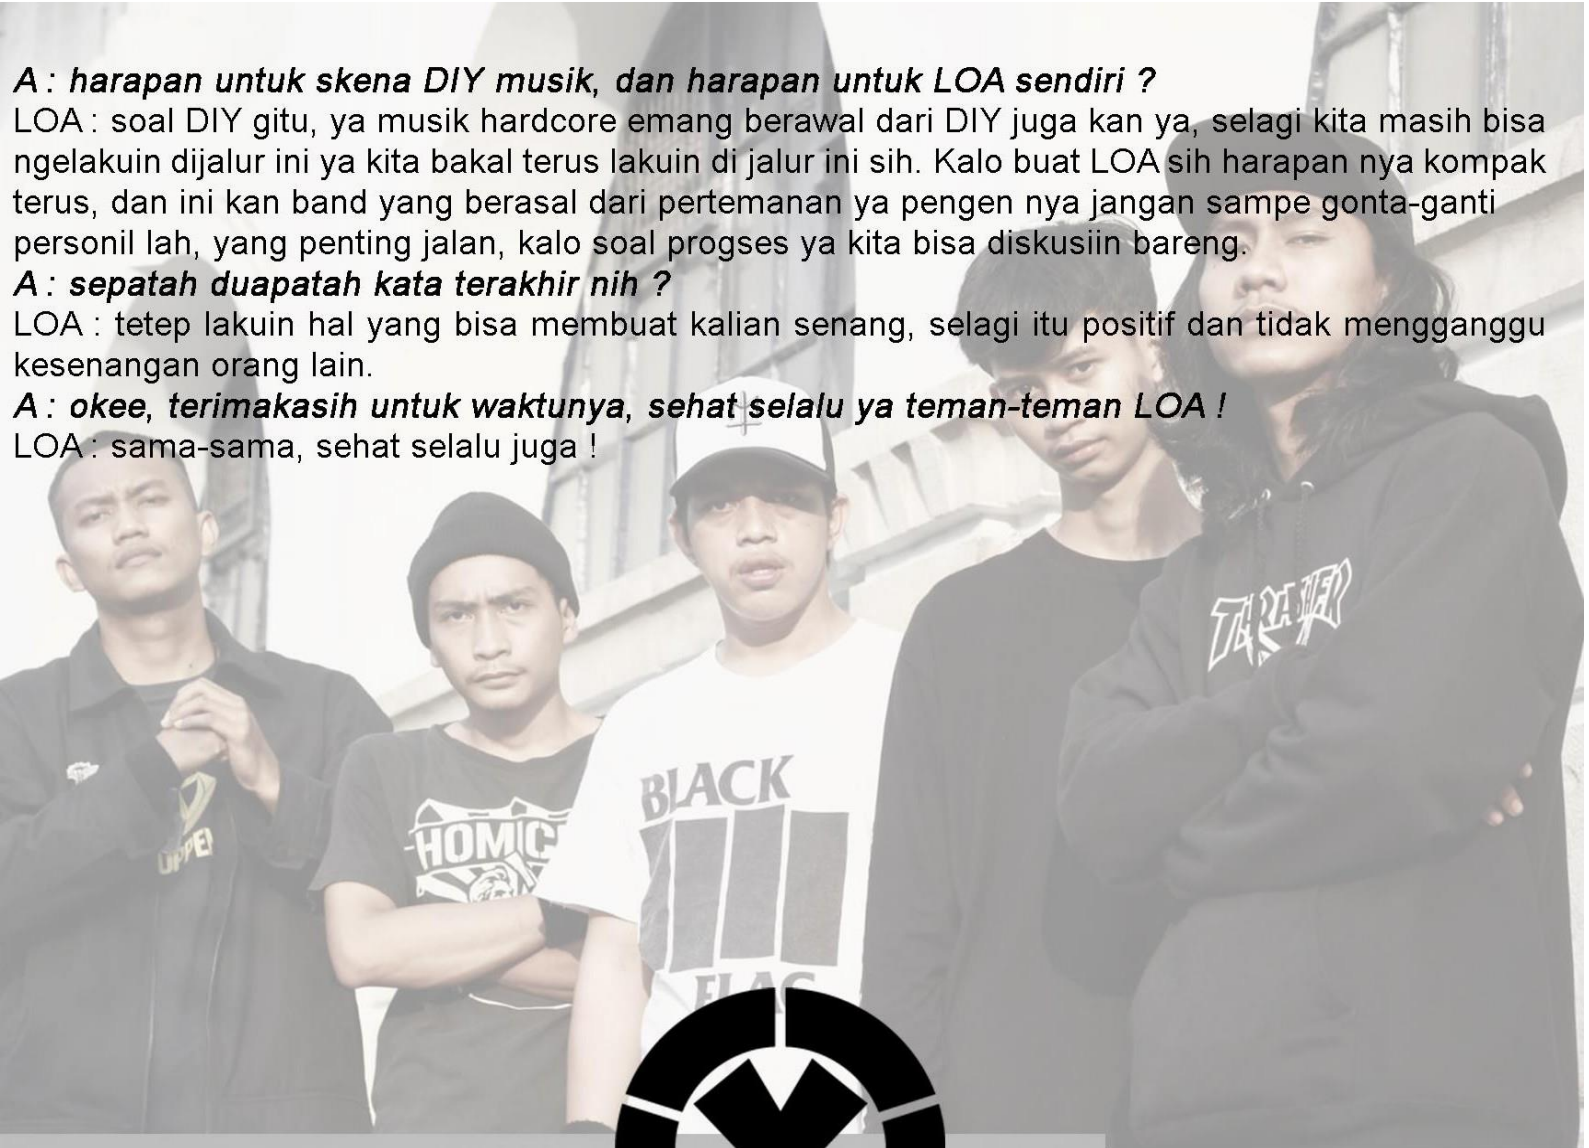 A : harapan untuk skena DIY musik, dan harapan untuk LOA sendiri ?
LOA : soal DIY gitu, ya musik hardcore emang berawal dari DIY juga kan ya, selagi kita masih bisa
ngelakuin dijalur ini ya kita bakal terus lakuin di jalur ini sih. Kalo buat LOA sih harapan nya kompak
terus, dan ini kan band yang berasal dari pertemanan ya pengen nya jangan sampe gonta-ganti
personil lah, yang penting jalan, kalo soal progses ya kita bisa diskusiin bareng.
A : sepatah duapatah kata terakhir nih ?
LOA : tetep lakuin hal yang bisa membuat kalian senang, selagi itu positif dan tidak mengganggu
kesenangan orang lain.
A : okee, terimakasih untuk waktunya, sehat selalu ya teman-teman LOA !
LOA : sama-sama, sehat selalu juga !
THRASHER
BLACK
HOMIC
FLAG